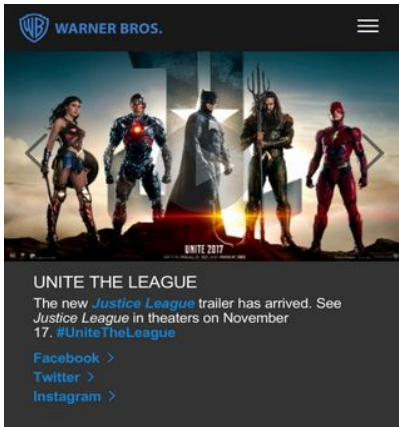 WB WARNER BROS.
UNITE 2017
UNITE THE LEAGUE
The new Justice League trailer has arrived. See
Justice League in theaters on November
17. #UniteTheLeague
Facebook >
Twitter >
Instagram >